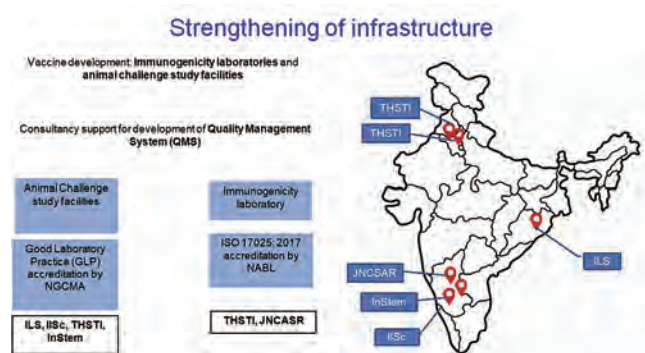 Strengthening of infrastructure
Vaccine development: Immunogenicity laboratories and
animal challenge study facilities
Consultancy support for development of Quality Management
System (QMS)
Animal Challenge
study facilities
Immunogenicity
laboratory
Good Laboratory
Practica (GLP)
accreditation by
NGCMA
ISO 17025: 2017
accreditation by
NABL
ILS, IISc, THSTI,
InStem
THSTI, JNCASR
THSTI
THSTI
ILS
JNCSAR
InStem
IISc